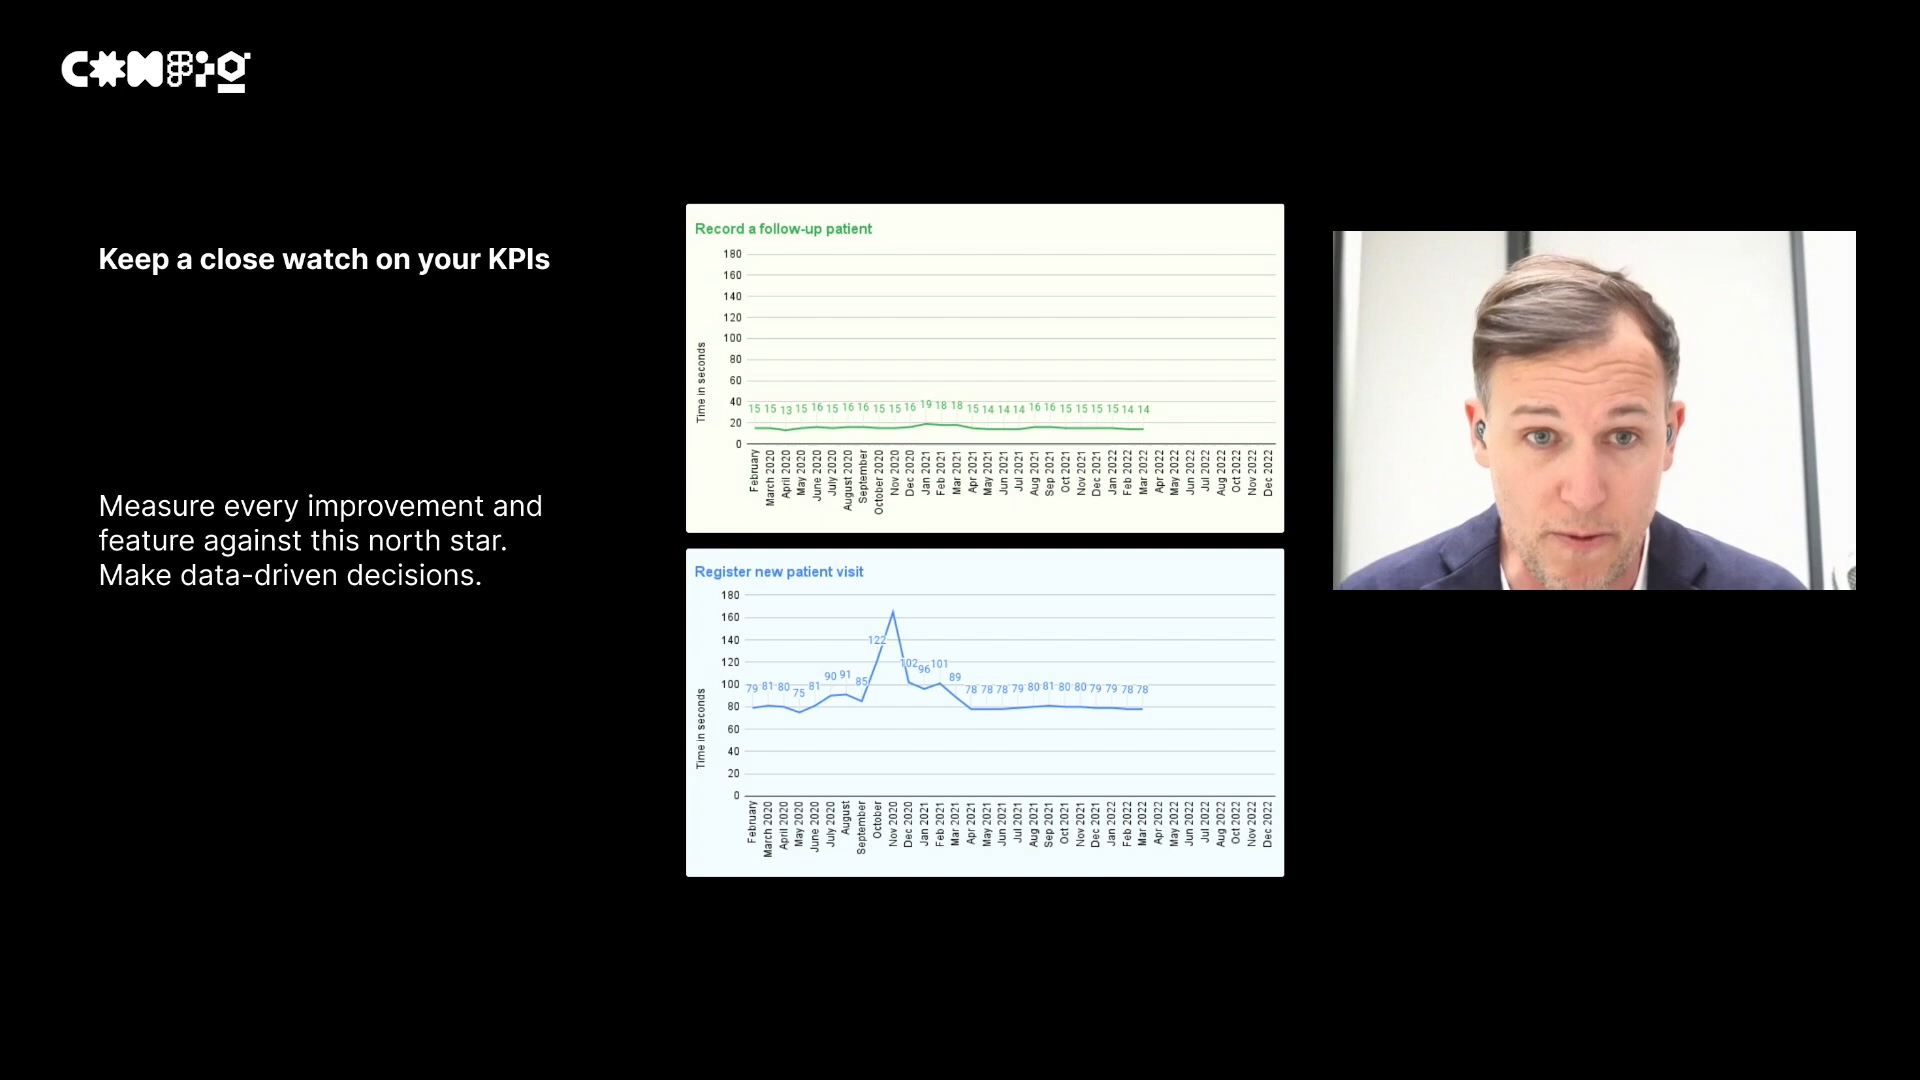 CONFIG
Keep a close watch on your KPIs
Measure every improvement and
feature against this north star.
Make data-driven decisions.
Record a follow-up patient
Time in seconds
180
160
140
120
100
80
60
40
20
0
15 15 13 15 16 15 16 16 15 15 16 19 18 18 15 14 14 14 16 16 15 15 15 15 14 14
February
March 2020
April 2020
May 2020
June 2020
July 2020
August 2020
September
October 2020
Nov 2020
Dec 2020
Jan 2021
Feb 2021
Mar 2021
Apr 2021
May 2021
Jun 2021
Jul 2021
Aug 2021
Sep 2021
Oct 2021
Nov 2021
Dec 2021
Jan 2022
Feb 2022
Mar 2022
Apr 2022
May 2022
Jun 2022
Jul 2022
Aug 2022
Oct 2022
Nov 2022
Dec 2022
Register new patient visit
Time in seconds
180
160
140
120
100
80
60
40
20
0
79 81 80 75 81 90 91 85 122 102 96 101 89 78 78 78 79 80 81 80 80 79 79 78 78
February
March 2020
April 2020
May 2020
June 2020
July 2020
August
September
October
Nov 2020
Dec 2020
Jan 2021
Feb 2021
Mar 2021
Apr 2021
May 2021
Jun 2021
Jul 2021
Aug 2021
Sep 2021
Oct 2021
Nov 2021
Dec 2021
Jan 2022
Feb 2022
Mar 2022
Apr 2022
May 2022
Jun 2022
Jul 2022
Aug 2022
Oct 2022
Nov 2022
Dec 2022